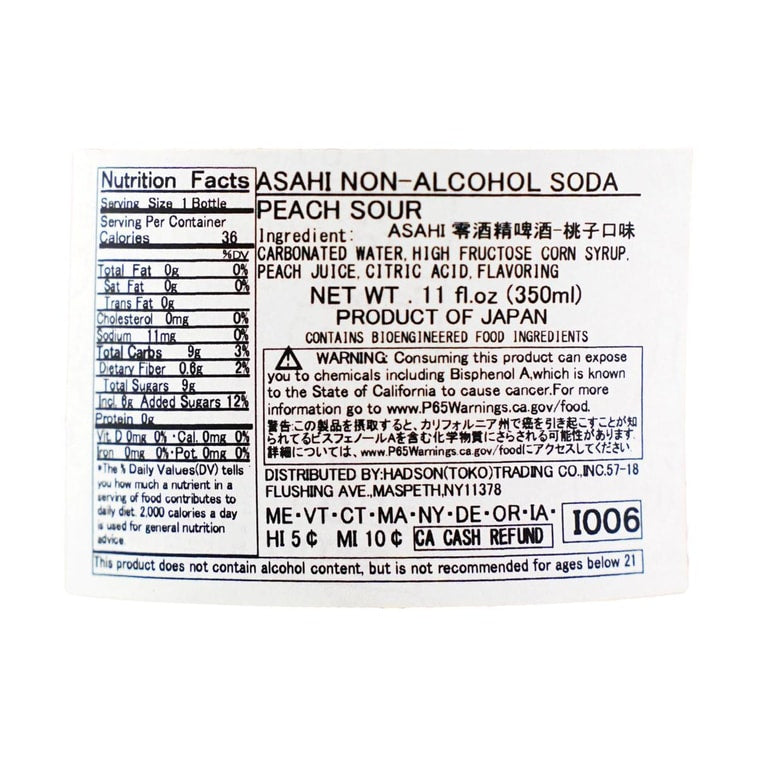 Nutrition Facts
Serving Size 1 Bottle
Serving Per Container
Calories 36
%DV
Total Fat 0g 0%
Sat Fat 0g 0%
Trans Fat 0g
Cholesterol 0mg 0%
Sodium 11mg 0%
Total Carbs 9g 3%
Dietary Fiber 0.6g 2%
Total Sugars 9g
Incl. 6g Added Sugars 12%
Protein 0g
Vit. D 0mg 0% · Cal. 0mg 0%
Iron 0mg 0% · Pot. 0mg 0%
*The % Daily Values(DV) tells
you how much a nutrient in a
serving of food contributes to
daily diet. 2,000 calories a day
is used for general nutrition
advice
ASAHI NON-ALCOHOL SODA
PEACH SOUR
Ingredient: ASAHI 零酒精啤酒-桃子口味
CARBONATED WATER, HIGH FRUCTOSE CORN SYRUP,
PEACH JUICE, CITRIC ACID, FLAVORING
NET WT . 11 fl.oz (350ml)
PRODUCT OF JAPAN
CONTAINS BIOENGINEERED FOOD INGREDIENTS
WARNING: Consuming this product can expose
you to chemicals including Bisphenol A,which is known
to the State of California to cause cancer.For more
information go to www.P65Warnings.ca.gov/food.
警告:この製品を摂取すると、カリフォルニア州で癌を引き起こすことが知
られてるビスフェノールAを含む化学物質にさらされる可能性があります.
詳細については、www.P65Warnings.ca.gov/foodにアクセスしてください
DISTRIBUTED BY:HADSON(TOKO)TRADING CO.,INC.57-18
FLUSHING AVE.,MASPETH,NY11378
ME·VT·CT·MA·NY·DE·OR·IA·
HI 5¢ MI 10¢ CA CASH REFUND
I006
This product does not contain alcohol content, but is not recommended for ages below 21